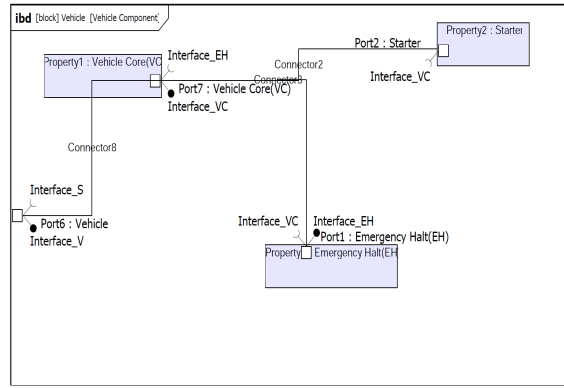 ibd [block] Vehicle [Vehicle Component]
Property2 : Starter
Port2 : Starter
Interface_EH
Property1 : Vehicle Core(VC
Connector2
Interface_VC
Connector3
Port7 : Vehicle Core(VC)
Interface_VC
Connector8
Interface_S
Port6 : Vehicle
Interface_V
Interface_VC
Interface_EH
Port1 : Emergency Halt(EH)
Property Emergency Halt(EH